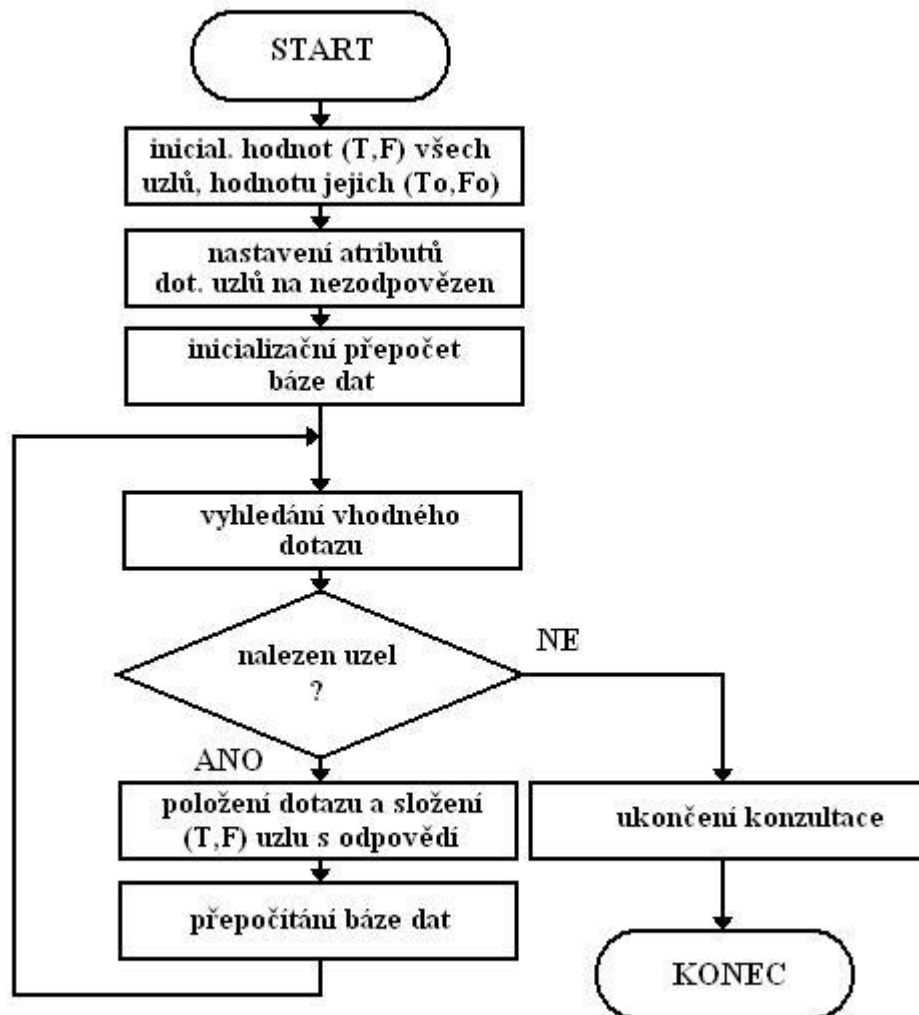 START
inicial. hodnot (T,F) všech
uzlů, hodnotu jejich (To,Fo)
nastavení atributů
dot. uzlů na nezodpovězen
inicializační přepočet
báze dat
vyhledání vhodného
dotazu
nalezen uzel
?
NE
ANO
položení dotazu a složení
(T,F) uzlu s odpovědí
ukončení konzultace
přepočítání báze dat
KONEC